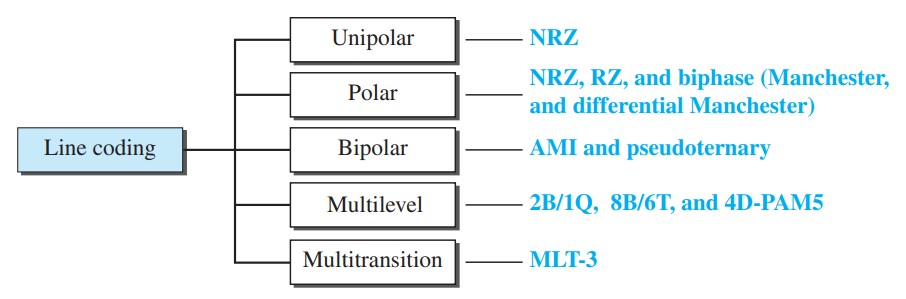 Unipolar
NRZ
Polar
NRZ, RZ, and biphase (Manchester,
and differential Manchester)
Line coding
Bipolar
AMI and pseudoternary
Multilevel
2B/1Q, 8B/6T, and 4D-PAM5
Multitransition
MLT-3